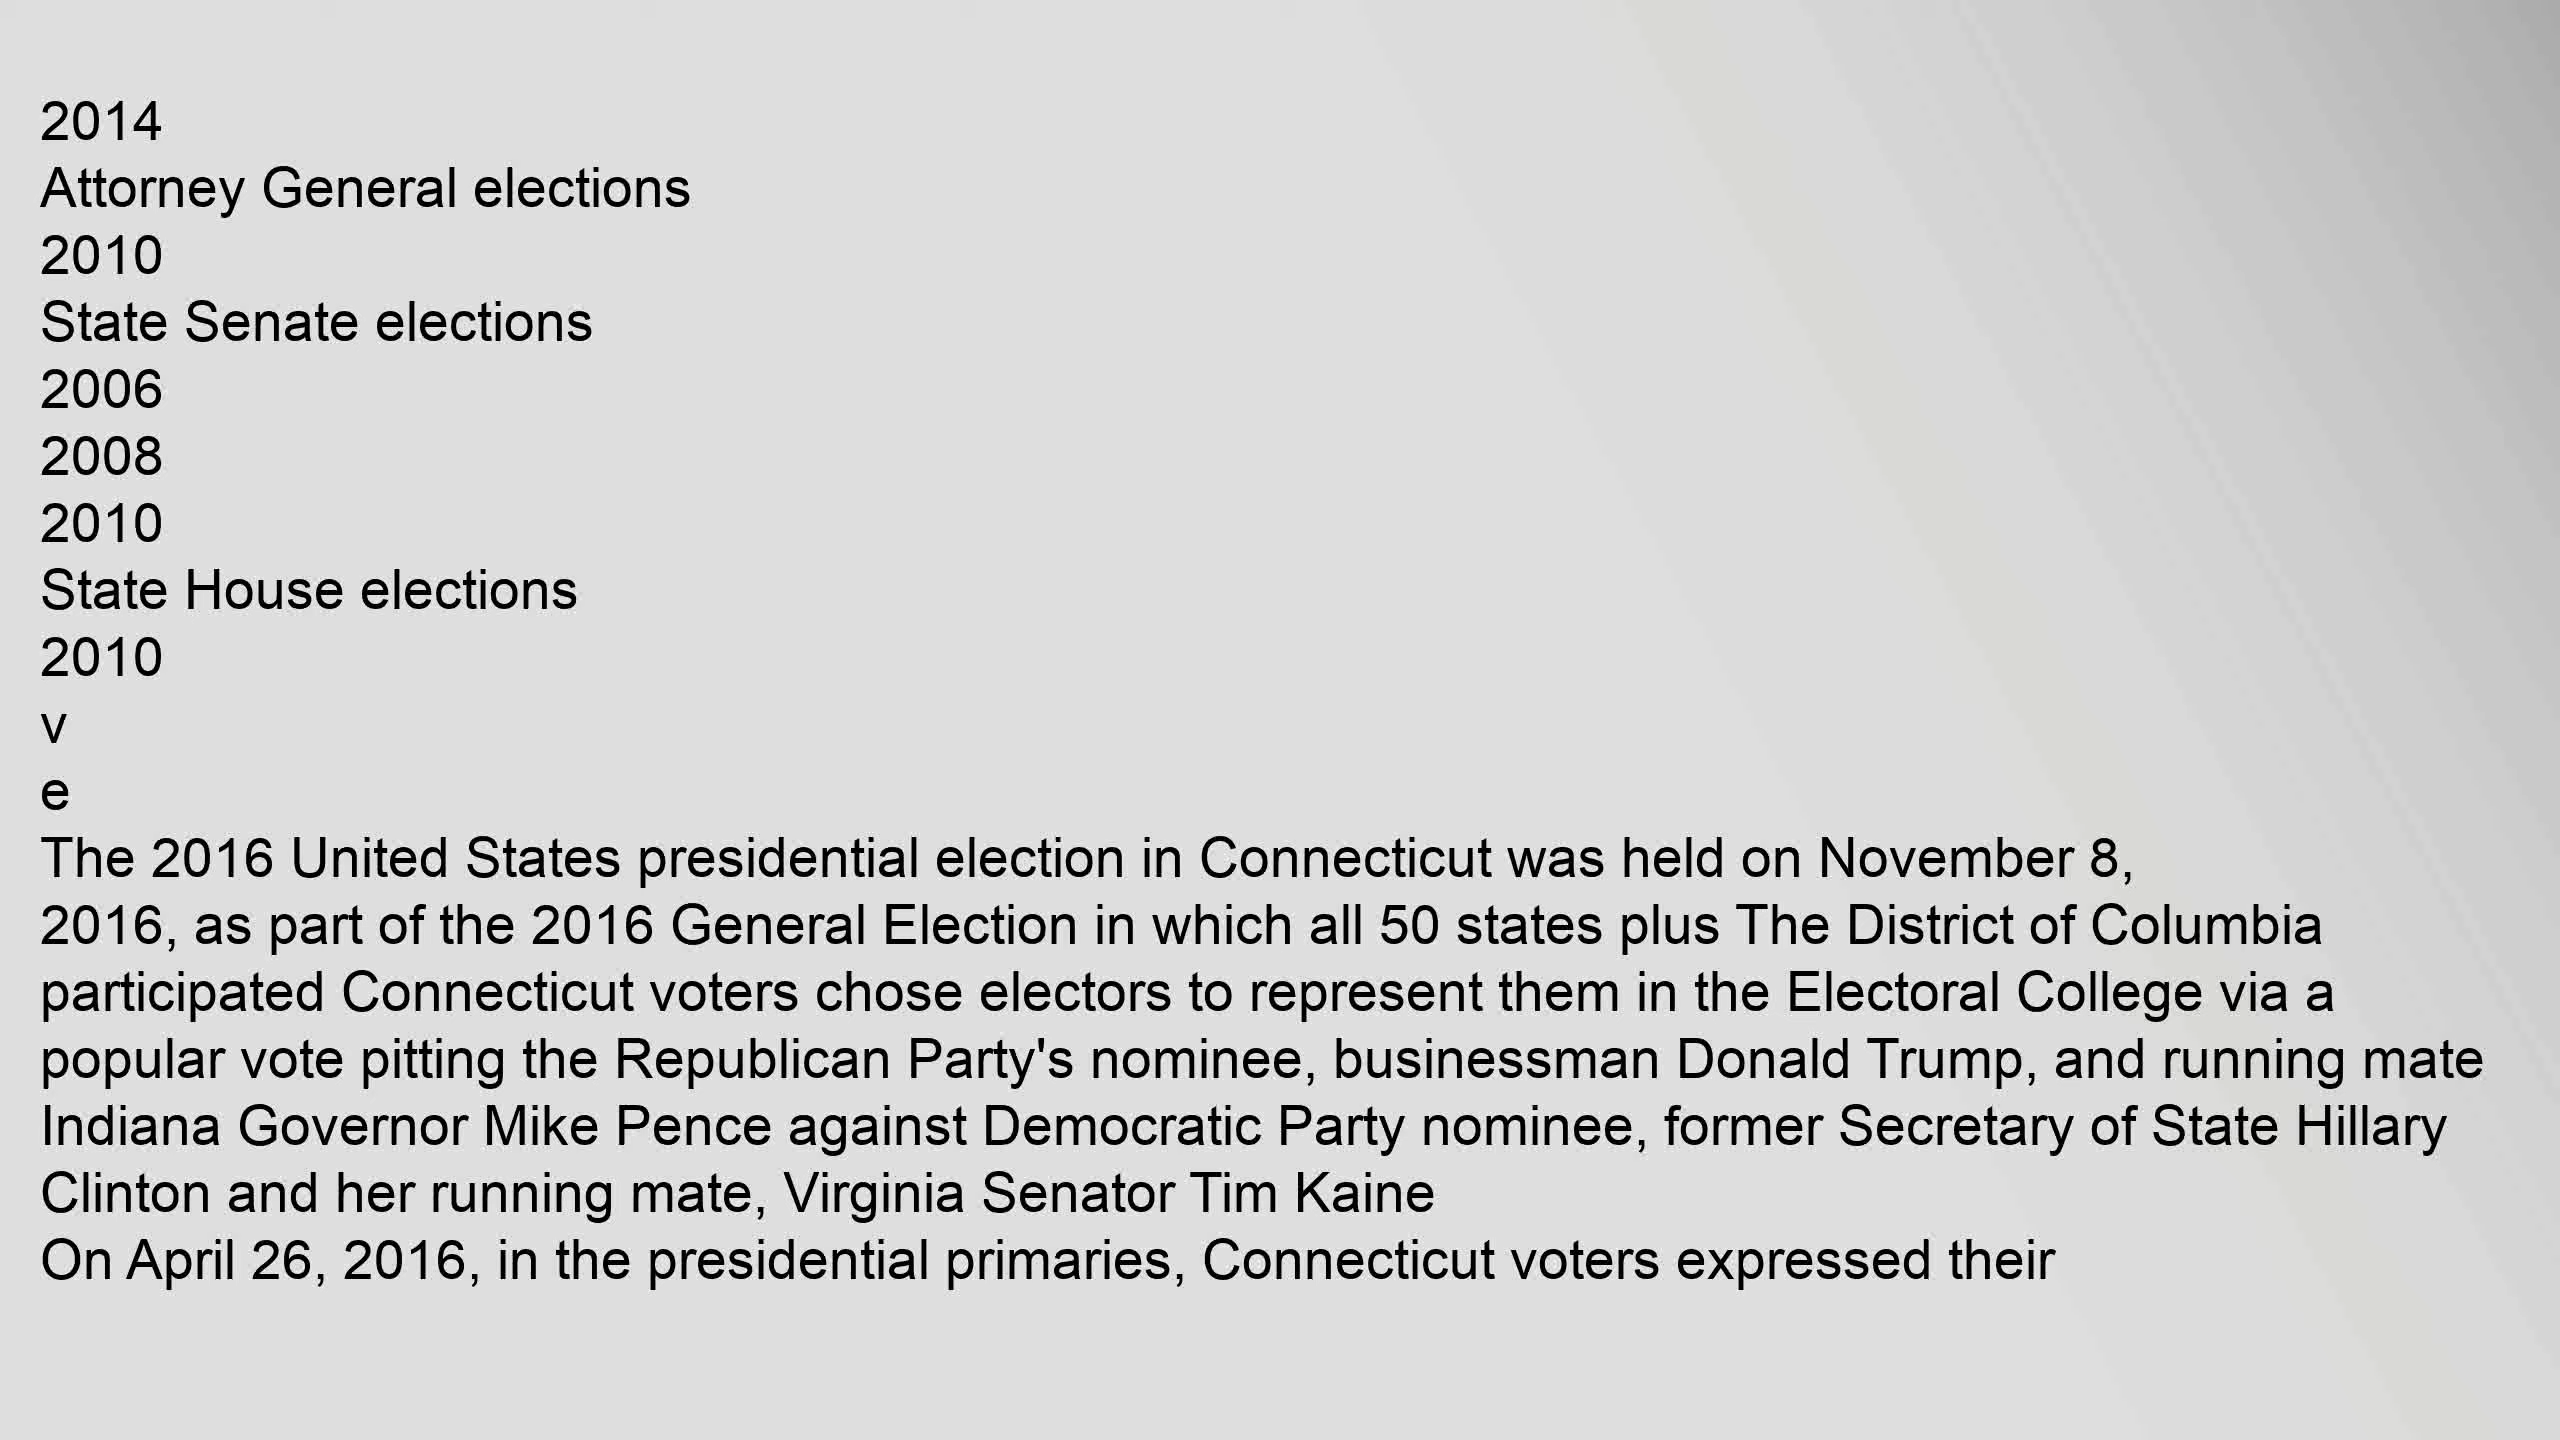 2014
Attorney General elections
2010
State Senate elections
2006
2008
2010
State House elections
2010
v
e
The 2016 United States presidential election in Connecticut was held on November 8,
2016, as part of the 2016 General Election in which all 50 states plus The District of Columbia
participated Connecticut voters chose electors to represent them in the Electoral College via a
popular vote pitting the Republican Party's nominee, businessman Donald Trump, and running mate
Indiana Governor Mike Pence against Democratic Party nominee, former Secretary of State Hillary
Clinton and her running mate, Virginia Senator Tim Kaine
On April 26, 2016, in the presidential primaries, Connecticut voters expressed their